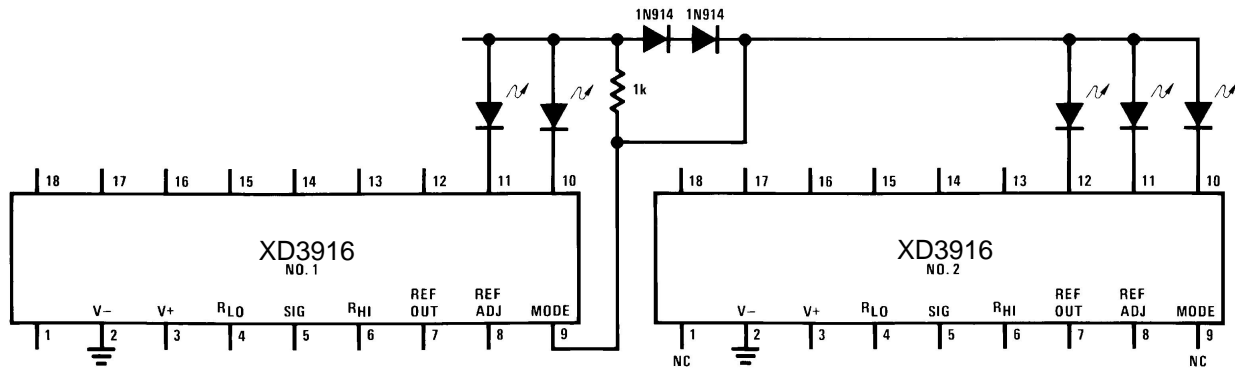 1N914 1N914
1k
18 17 16 15 14 13 12 11 10
XD3916
NO. 1
V– V+ RLO SIG RHI REF OUT REF ADJ MODE
1 2 3 4 5 6 7 8 9
18 17 16 15 14 13 12 11 10
XD3916
NO. 2
V– V+ RLO SIG RHI REF OUT REF ADJ MODE
1 2 3 4 5 6 7 8 9
NC NC